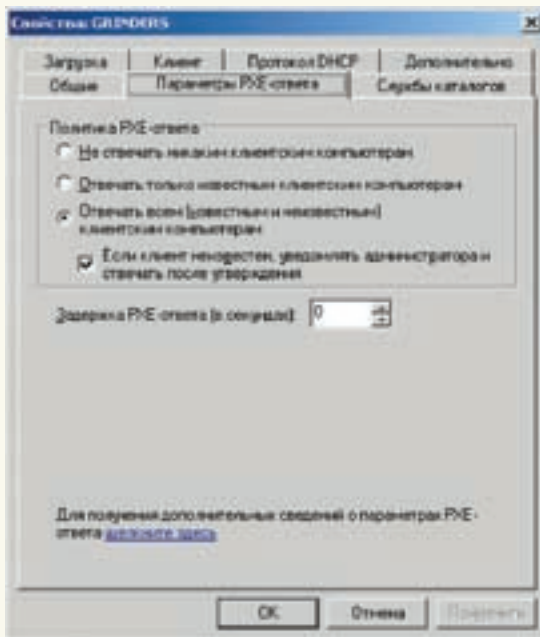 Свойства: GRINDERS
Загрузка Клиент Протокол DHCP Дополнительно
Общие Параметры PXE-ответа Службы каталогов
Политика PXE-ответа
Не отвечать никаким клиентским компьютерам
Отвечать только известным клиентским компьютерам
Отвечать всем (известным и неизвестным)
клиентским компьютерам
Если клиент неизвестен, уведомлять администратора и
отвечать после утверждения
Задержка PXE-ответа (в секундах): 0
Для получения дополнительных сведений о параметрах PXE-
ответа щелкните здесь
ОК Отмена Применить